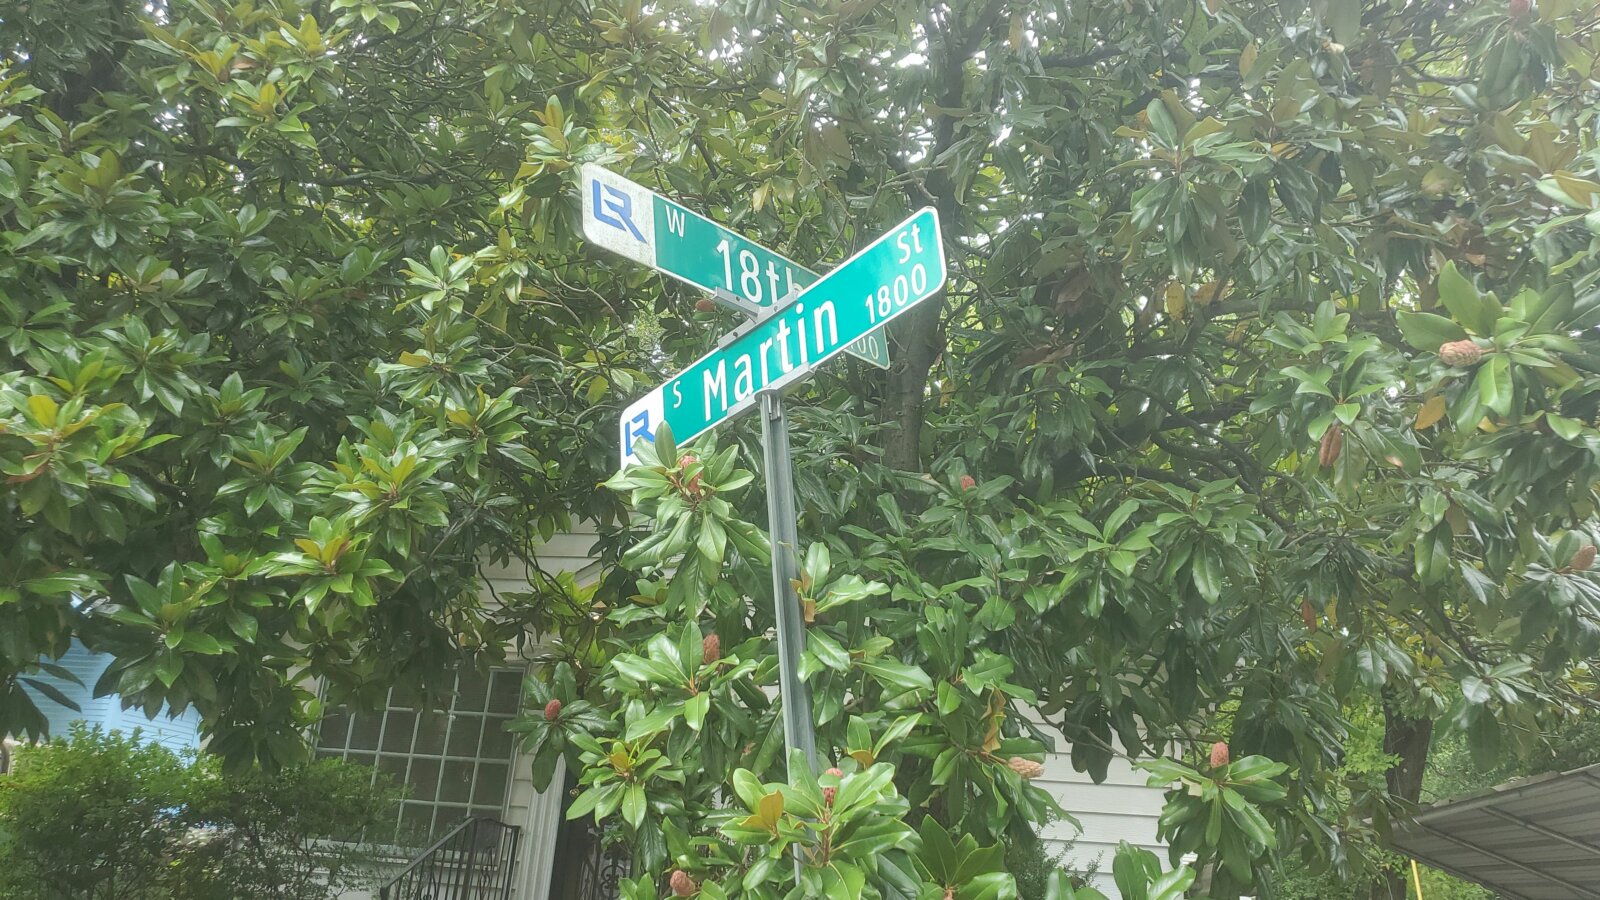 LR W 18th
LR S Martin St 1800